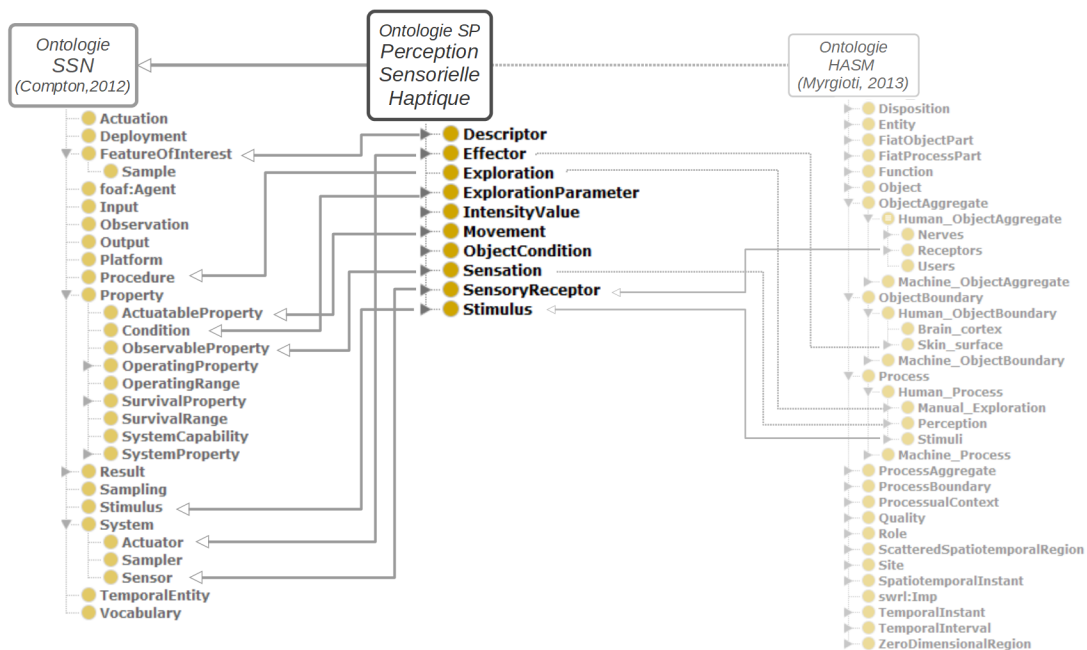 Ontologie
SSN
(Compton,2012)
Actuation
Deployment
FeatureOfInterest
Sample
foaf:Agent
Input
Observation
Output
Platform
Procedure
Property
ActuatableProperty
Condition
ObservableProperty
OperatingProperty
OperatingRange
SurvivalProperty
SurvivalRange
SystemCapability
SystemProperty
Result
Sampling
Stimulus
System
Actuator
Sampler
Sensor
TemporalEntity
Vocabulary
Ontologie SP
Perception
Sensorielle
Haptique
Descriptor
Effector
Exploration
ExplorationParameter
IntensityValue
Movement
ObjectCondition
Sensation
SensoryReceptor
Stimulus
Ontologie
HASM
(Myrgioti, 2013)
Disposition
Entity
FiatObjectPart
FiatProcessPart
Function
Object
ObjectAggregate
Human_ObjectAggregate
Nerves
Receptors
Users
Machine_ObjectAggregate
ObjectBoundary
Human_ObjectBoundary
Brain_cortex
Skin_surface
Machine_ObjectBoundary
Process
Human_Process
Manual_Exploration
Perception
Stimuli
Machine_Process
ProcessAggregate
ProcessBoundary
ProcessualContext
Quality
Role
ScatteredSpatiotemporalRegion
Site
SpatiotemporalInstant
swrl:Imp
TemporalInstant
TemporalInterval
ZeroDimensionalRegion